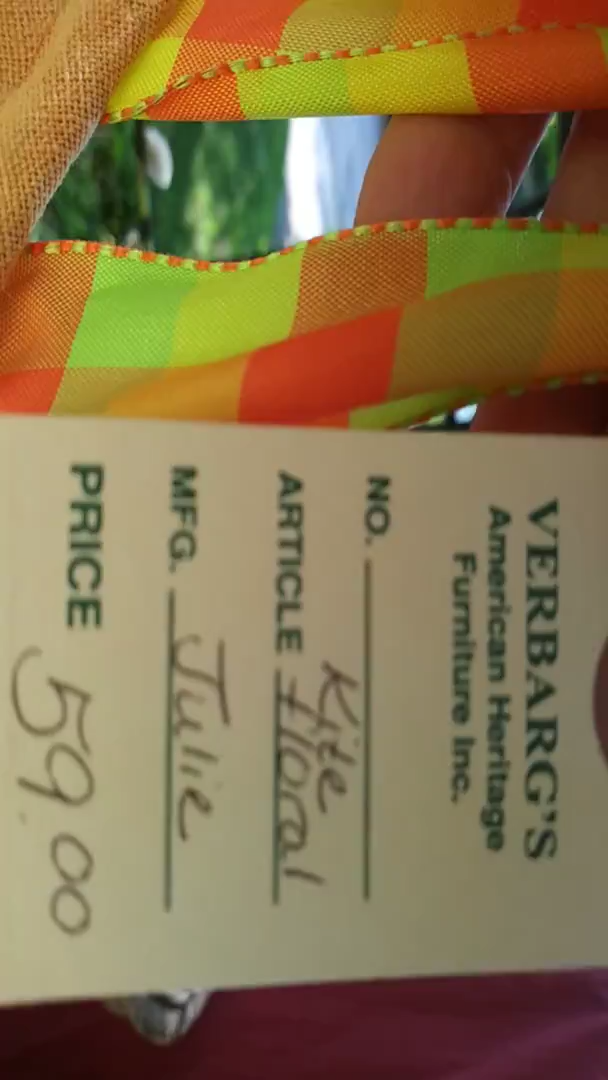 VERBARG'S
American Heritage
Furniture Inc.
NO.
Kite
ARTICLE floral
MFG. Julie
PRICE 59.00